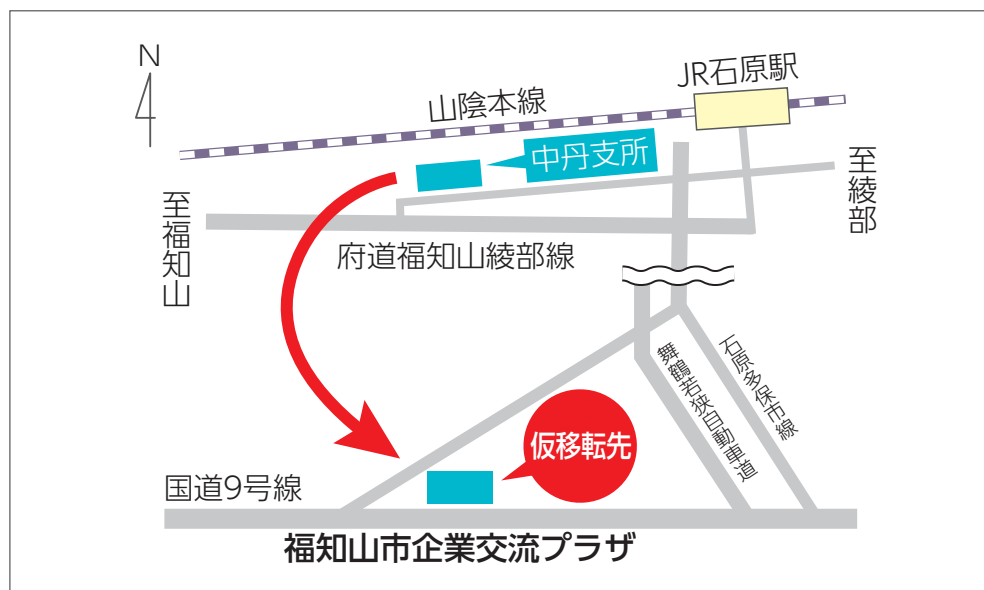 N
JR石原駅
山陰本線
中丹支所
至綾部
至福知山
府道福知山綾部線
石原多保市線
舞鶴若狭自動車道
仮移転先
国道9号線
福知山市企業交流プラザ